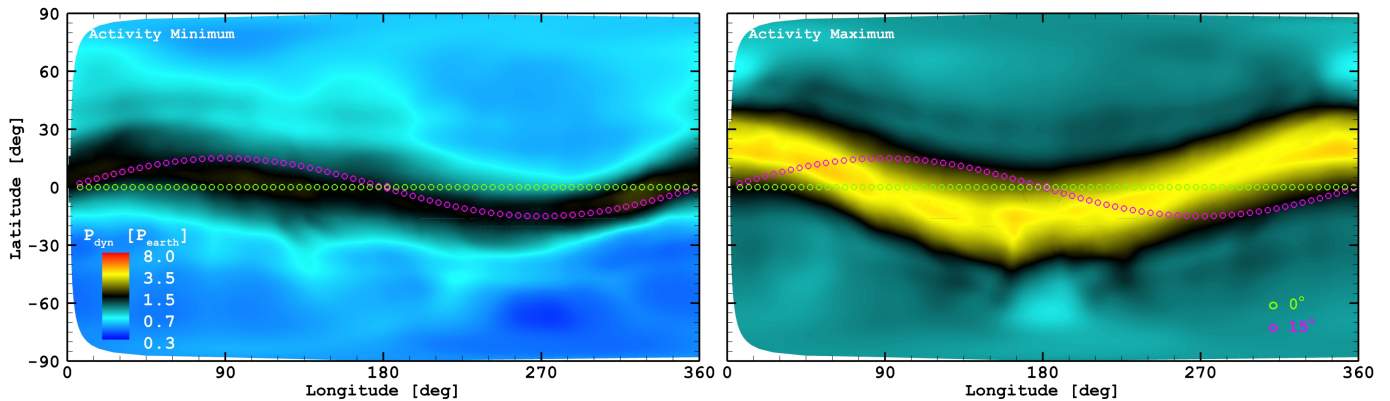 90
60
30
0
-30
-60
-90
Latitude [deg]
Activity Minimum
P_dyn [P_earth]
8.0
3.5
1.5
0.7
0.3
0 90 180 270 360
Longitude [deg]
Activity Maximum
0°
15°
0 90 180 270 360
Longitude [deg]